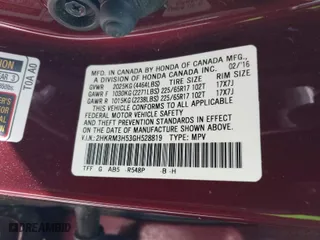 MFD. IN CANADA BY HONDA OF CANADA MFG.,
A DIVISION OF HONDA CANADA INC. 02/'16
GVWR 2025KG (4464LBS) TIRE SIZE RIM SIZE
GAWR F 1030KG (2271LBS) 225/65R17 102T 17X7J
GAWR R 1015KG (2238LBS) 225/65R17 102T 17X7J
THIS VEHICLE CONFORMS TO ALL APPLICABLE
FEDERAL MOTOR VEHICLE SAFETY AND THEFT
PREVENTION STANDARDS IN EFFECT ON THE DATE OF
MANUFACTURE SHOWN ABOVE.
V.I.N: 2HKRM3H53GH528819 TYPE: MPV
TFF G ABS R548P -B -H
TOA A0
DREAMBID